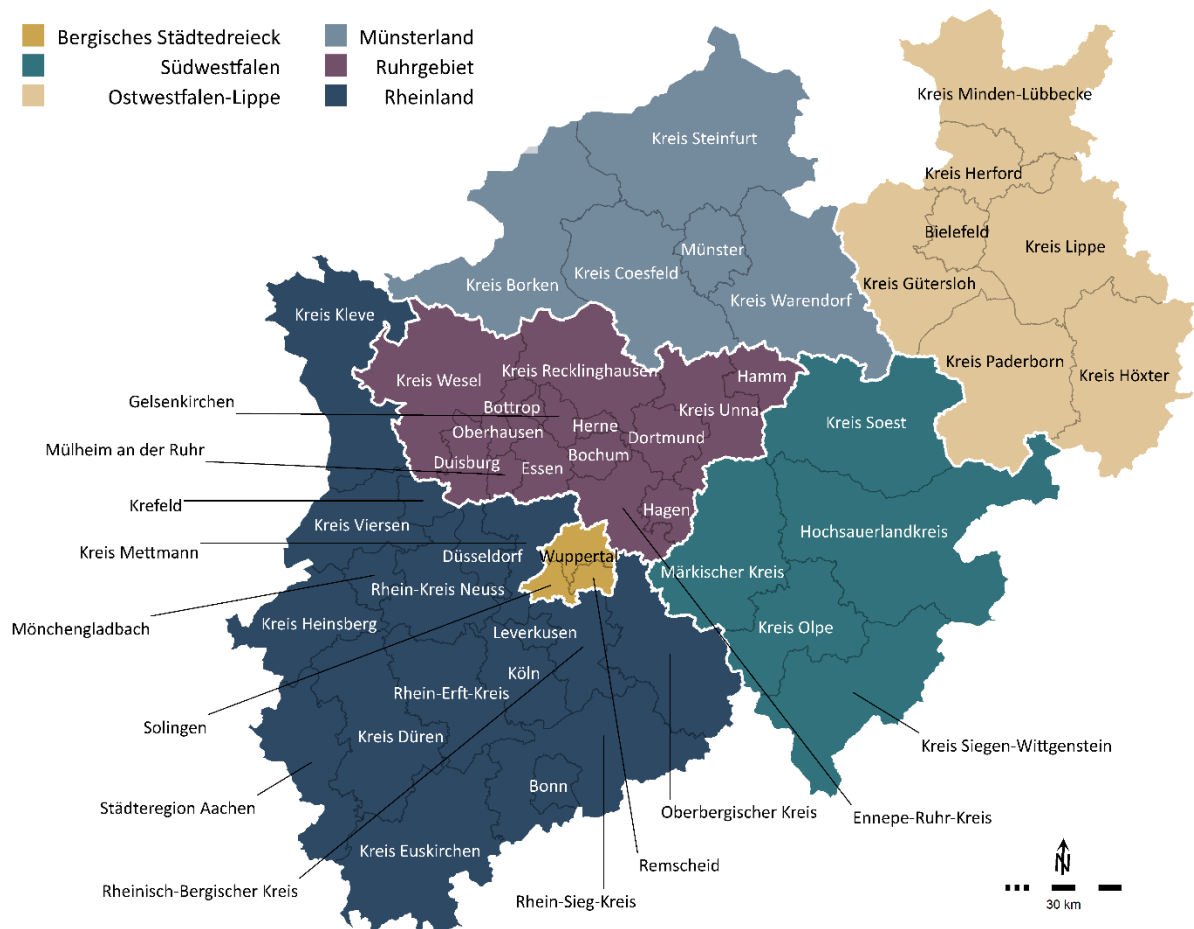 Bergisches Städtedreieck
Südwestfalen
Ostwestfalen-Lippe
Münsterland
Ruhrgebiet
Rheinland
Kreis Minden-Lübbecke
Kreis Steinfurt
Kreis Herford
Bielefeld
Kreis Lippe
Münster
Kreis Coesfeld
Kreis Borken
Kreis Gütersloh
Kreis Warendorf
Kreis Kleve
Kreis Paderborn
Kreis Höxter
Kreis Wesel
Kreis Recklinghausen
Hamm
Gelsenkirchen
Bottrop
Kreis Unna
Herne
Kreis Soest
Oberhausen
Dortmund
Mülheim an der Ruhr
Bochum
Duisburg
Essen
Krefeld
Hagen
Kreis Viersen
Hochsauerlandkreis
Kreis Mettmann
Düsseldorf
Wuppertal
Märkischer Kreis
Rhein-Kreis Neuss
Mönchengladbach
Kreis Heinsberg
Leverkusen
Kreis Olpe
Köln
Rhein-Erft-Kreis
Solingen
Kreis Düren
Kreis Siegen-Wittgenstein
Bonn
Städteregion Aachen
Oberbergischer Kreis
Ennepe-Ruhr-Kreis
Kreis Euskirchen
Remscheid
Rheinisch-Bergischer Kreis
Rhein-Sieg-Kreis
N
30 km